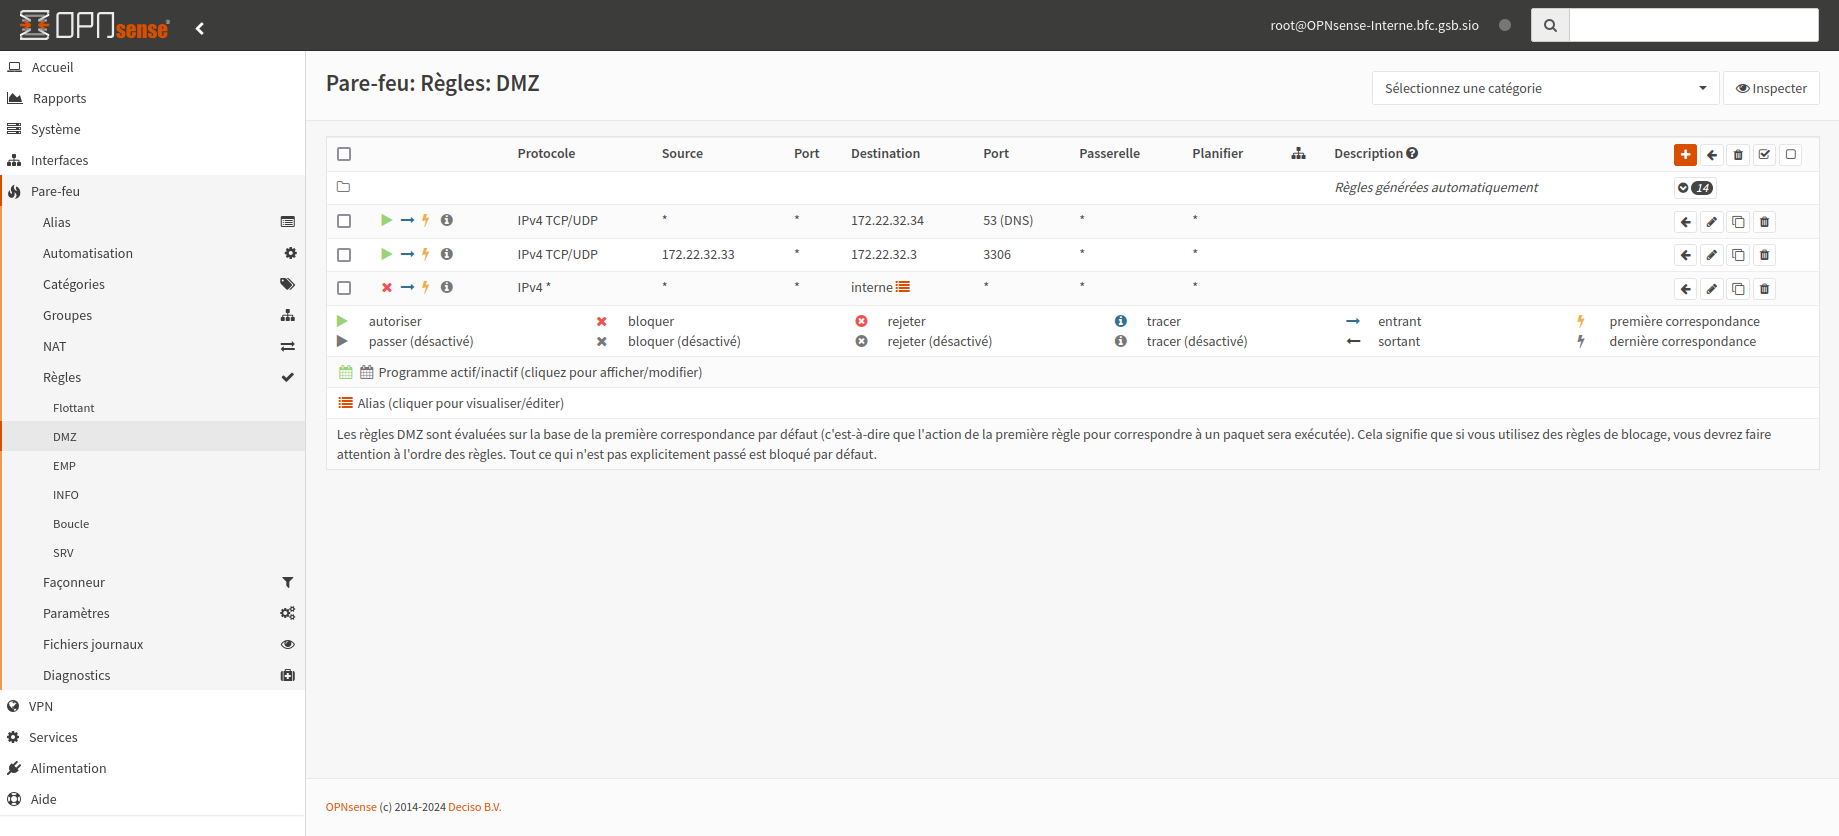 OPNsense
root@OPNsense-Interne.bfc.gsb.sio
Accueil
Rapports
Système
Interfaces
Pare-feu
Alias
Automatisation
Catégories
Groupes
NAT
Règles
Flottant
DMZ
EMP
INFO
Boucle
SRV
Façonneur
Paramètres
Fichiers journaux
Diagnostics
VPN
Services
Alimentation
Aide
Pare-feu: Règles: DMZ
Sélectionnez une catégorie
Inspecter
Protocole Source Port Destination Port Passerelle Planifier Description
Règles générées automatiquement 14
IPv4 TCP/UDP * * 172.22.32.34 53 (DNS) * *
IPv4 TCP/UDP 172.22.32.33 * 172.22.32.3 3306 * *
IPv4 * * * interne * * *
autoriser bloquer rejeter tracer entrant première correspondance
passer (désactivé) bloquer (désactivé) rejeter (désactivé) tracer (désactivé) sortant dernière correspondance
Programme actif/inactif (cliquez pour afficher/modifier)
Alias (cliquer pour visualiser/éditer)
Les règles DMZ sont évaluées sur la base de la première correspondance par défaut (c'est-à-dire que l'action de la première règle pour correspondre à un paquet sera exécutée). Cela signifie que si vous utilisez des règles de blocage, vous devrez faire
attention à l'ordre des règles. Tout ce qui n'est pas explicitement passé est bloqué par défaut.
OPNsense (c) 2014-2024 Deciso B.V.